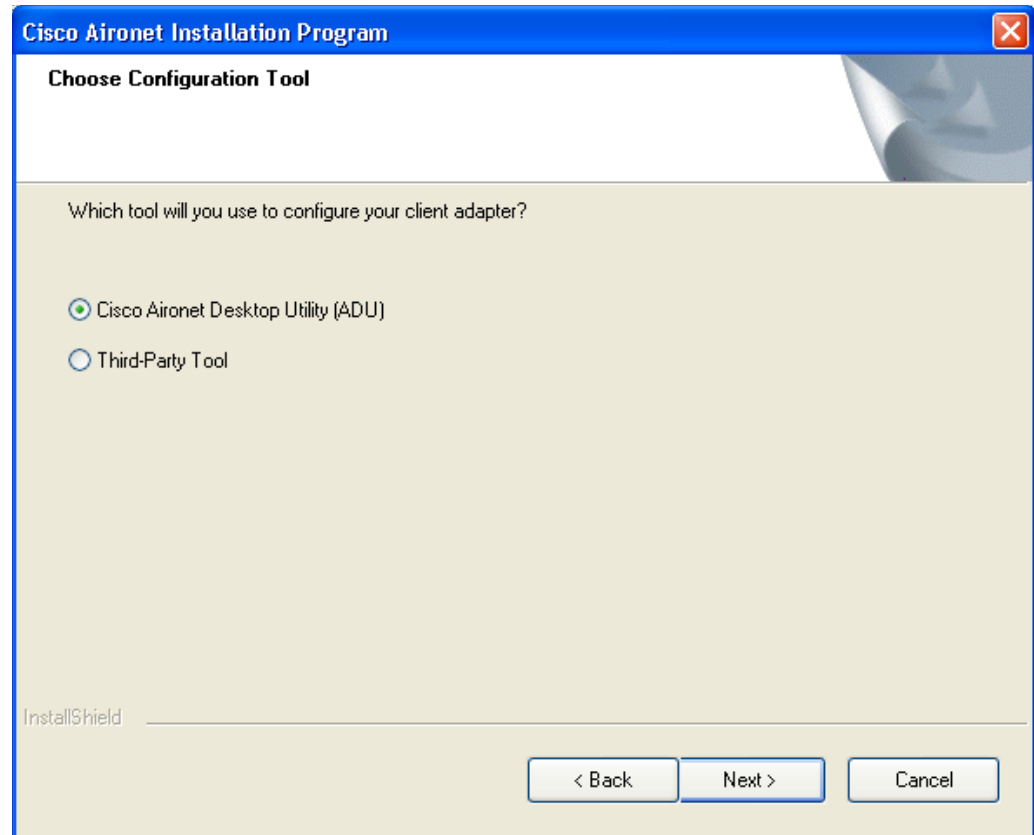 Cisco Aironet Installation Program
Choose Configuration Tool
Which tool will you use to configure your client adapter?
Cisco Aironet Desktop Utility (ADU)
Third-Party Tool
InstallShield
< Back Next > Cancel